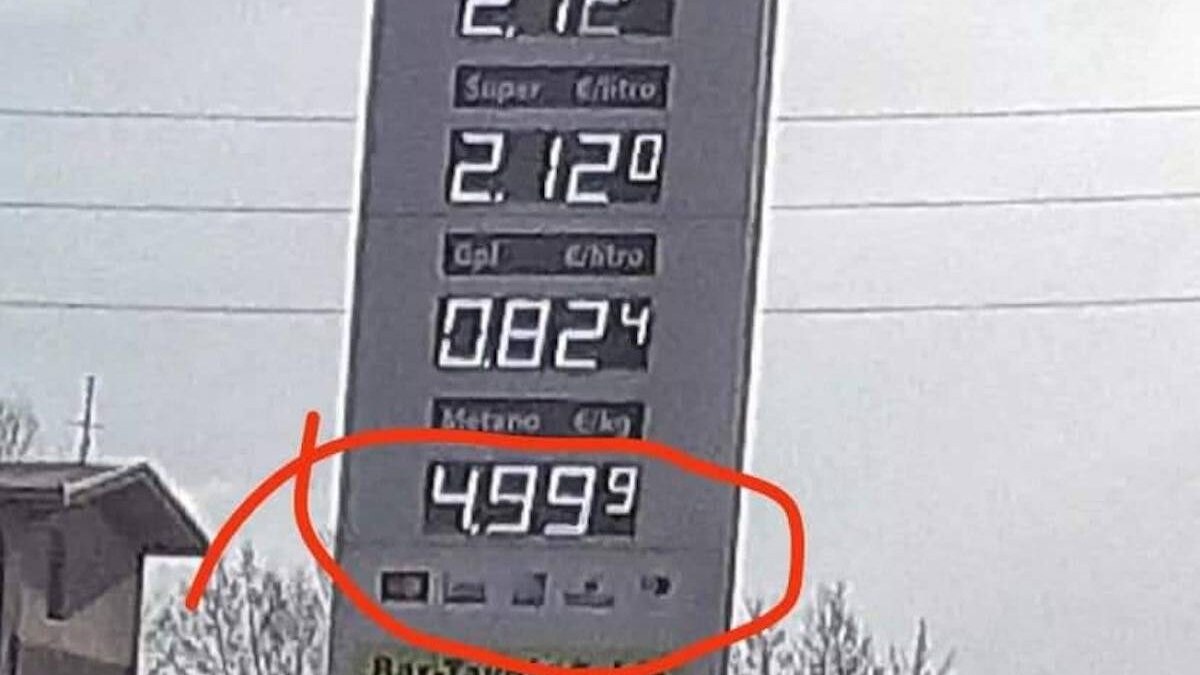 2.12
Super €/litro
2.12⁰
Gpl €/litro
0.82⁴
Metano €/kg
4.99⁹